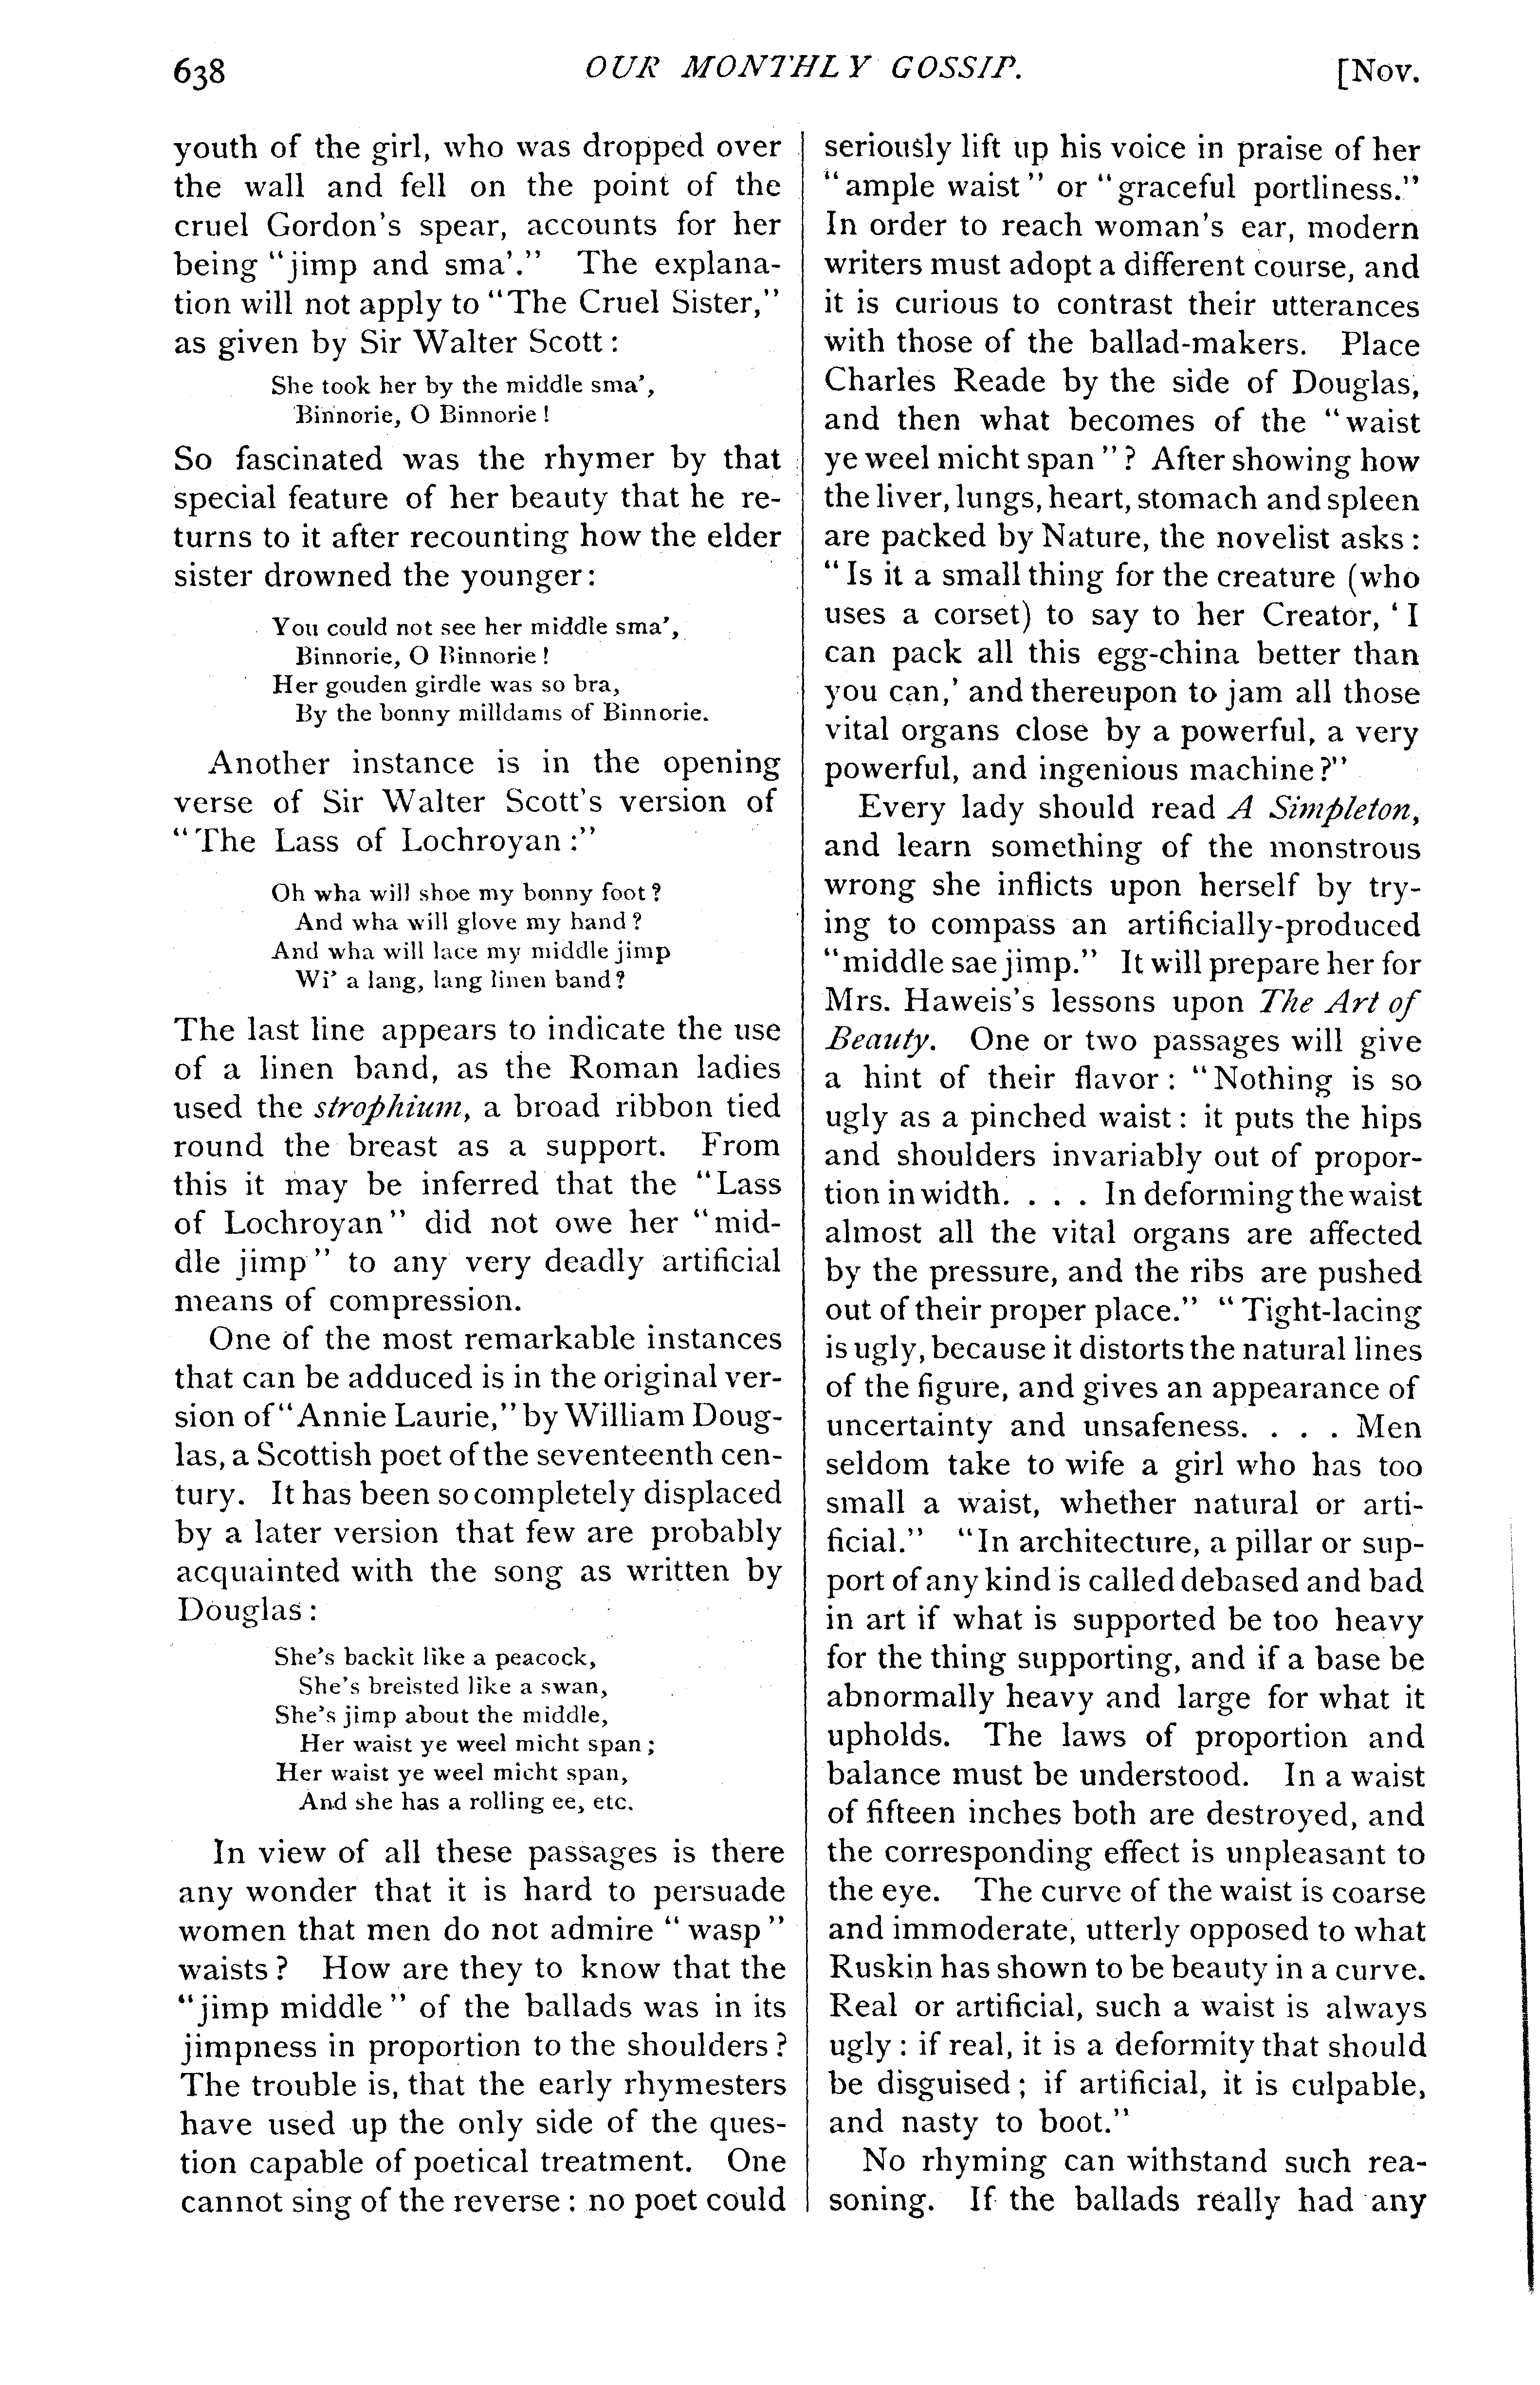 638
OUR MONTHLY GOSSIP.
[Nov.
youth of the girl, who was dropped over
the wall and fell on the point of the
cruel Gordon's spear, accounts for her
being "jimp and sma'." The explana-
tion will not apply to "The Cruel Sister,"
as given by Sir Walter Scott:
She took her by the middle sma',
Binnorie, O Binnorie!
So fascinated was the rhymer by that
special feature of her beauty that he re-
turns to it after recounting how the elder
sister drowned the younger:
You could not see her middle sma',
Binnorie, O Binnorie!
Her gouden girdle was so bra,
By the bonny milldams of Binnorie.
Another instance is in the opening
verse of Sir Walter Scott's version of
"The Lass of Lochroyan:"
Oh wha will shoe my bonny foot?
And wha will glove my hand?
And wha will lace my middle jimp
Wi' a lang, lang linen band?
The last line appears to indicate the use
of a linen band, as the Roman ladies
used the strophium, a broad ribbon tied
round the breast as a support. From
this it may be inferred that the "Lass
of Lochroyan" did not owe her "mid-
dle jimp" to any very deadly artificial
means of compression.
One of the most remarkable instances
that can be adduced is in the original ver-
sion of "Annie Laurie," by William Doug-
las, a Scottish poet of the seventeenth cen-
tury. It has been so completely displaced
by a later version that few are probably
acquainted with the song as written by
Douglas:
She's backit like a peacock,
She's breisted like a swan,
She's jimp about the middle,
Her waist ye weel micht span;
Her waist ye weel micht span,
And she has a rolling ee, etc.
In view of all these passages is there
any wonder that it is hard to persuade
women that men do not admire "wasp"
waists? How are they to know that the
"jimp middle" of the ballads was in its
jimpness in proportion to the shoulders?
The trouble is, that the early rhymesters
have used up the only side of the ques-
tion capable of poetical treatment. One
cannot sing of the reverse: no poet could
seriously lift up his voice in praise of her
"ample waist" or "graceful portliness."
In order to reach woman's ear, modern
writers must adopt a different course, and
it is curious to contrast their utterances
with those of the ballad-makers. Place
Charles Reade by the side of Douglas,
and then what becomes of the "waist
ye weel micht span"? After showing how
the liver, lungs, heart, stomach and spleen
are packed by Nature, the novelist asks:
"Is it a small thing for the creature (who
uses a corset) to say to her Creator, 'I
can pack all this egg-china better than
you can,' and thereupon to jam all those
vital organs close by a powerful, a very
powerful, and ingenious machine?"
Every lady should read A Simpleton,
and learn something of the monstrous
wrong she inflicts upon herself by try-
ing to compass an artificially-produced
"middle sae jimp." It will prepare her for
Mrs. Haweis's lessons upon The Art of
Beauty. One or two passages will give
a hint of their flavor: "Nothing is so
ugly as a pinched waist: it puts the hips
and shoulders invariably out of propor-
tion in width. . . . In deforming the waist
almost all the vital organs are affected
by the pressure, and the ribs are pushed
out of their proper place." "Tight-lacing
is ugly, because it distorts the natural lines
of the figure, and gives an appearance of
uncertainty and unsafeness. . . . Men
seldom take to wife a girl who has too
small a waist, whether natural or arti-
ficial." "In architecture, a pillar or sup-
port of any kind is called debased and bad
in art if what is supported be too heavy
for the thing supporting, and if a base be
abnormally heavy and large for what it
upholds. The laws of proportion and
balance must be understood. In a waist
of fifteen inches both are destroyed, and
the corresponding effect is unpleasant to
the eye. The curve of the waist is coarse
and immoderate, utterly opposed to what
Ruskin has shown to be beauty in a curve.
Real or artificial, such a waist is always
ugly: if real, it is a deformity that should
be disguised; if artificial, it is culpable,
and nasty to boot."
No rhyming can withstand such rea-
soning. If the ballads really had any